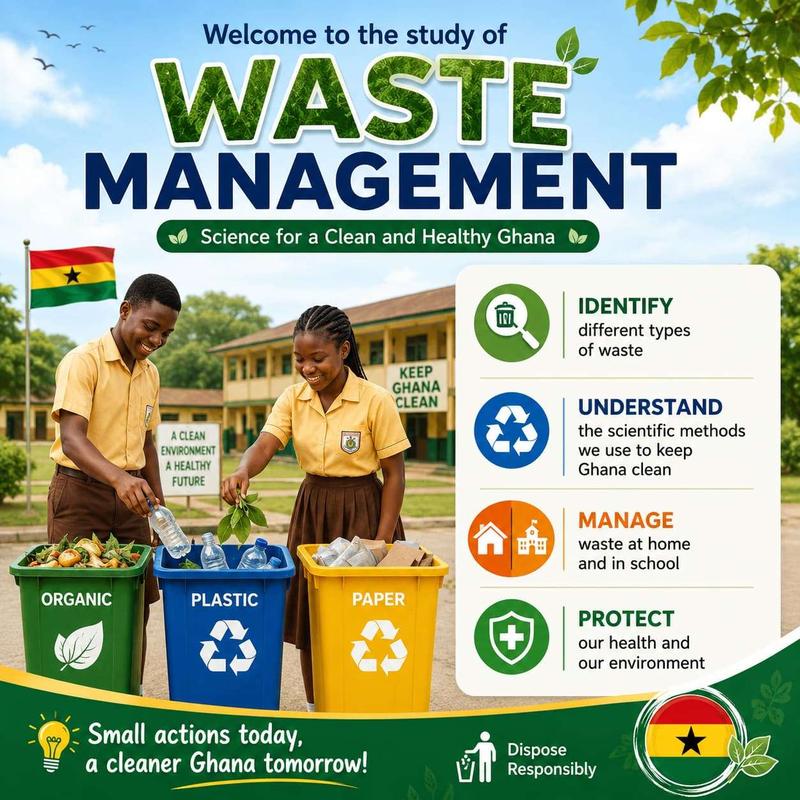 Welcome to the study of
WASTE
MANAGEMENT
Science for a Clean and Healthy Ghana
IDENTIFY
different types
of waste
UNDERSTAND
the scientific methods
we use to keep
Ghana clean
MANAGE
waste at home
and in school
PROTECT
our health and
our environment
KEEP
GHANA
CLEAN
A CLEAN
ENVIRONMENT
A HEALTHY
FUTURE
ORGANIC
PLASTIC
PAPER
Small actions today,
a cleaner Ghana tomorrow!
Dispose
Responsibly